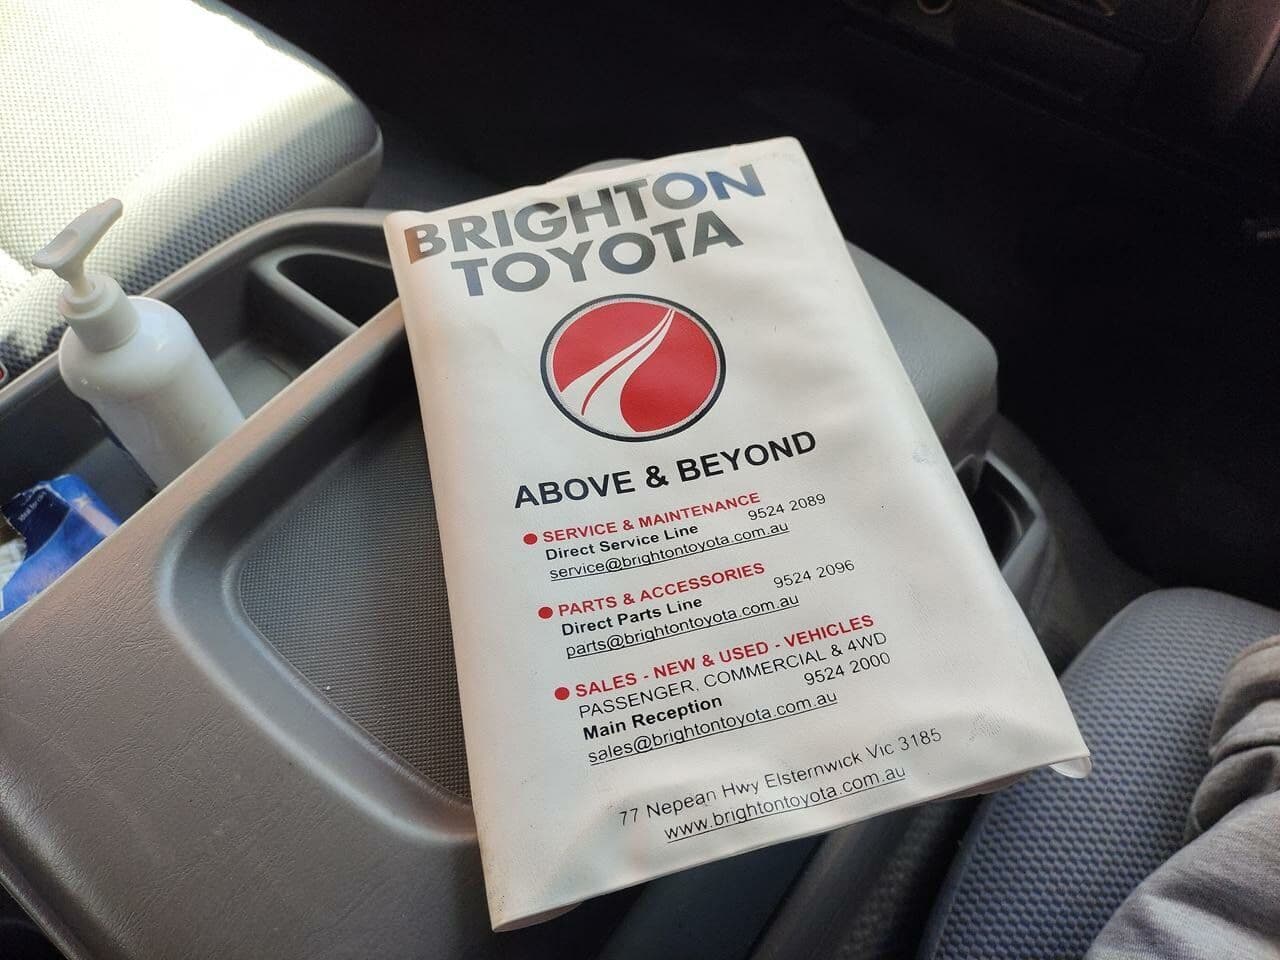 BRIGHTON
TOYOTA
ABOVE & BEYOND
SERVICE & MAINTENANCE
Direct Service Line 9524 2089
service@brightontoyota.com.au
PARTS & ACCESSORIES
Direct Parts Line 9524 2096
parts@brightontoyota.com.au
SALES - NEW & USED - VEHICLES
PASSENGER, COMMERCIAL & 4WD
Main Reception 9524 2000
sales@brightontoyota.com.au
77 Nepean Hwy Elsternwick Vic 3185
www.brightontoyota.com.au